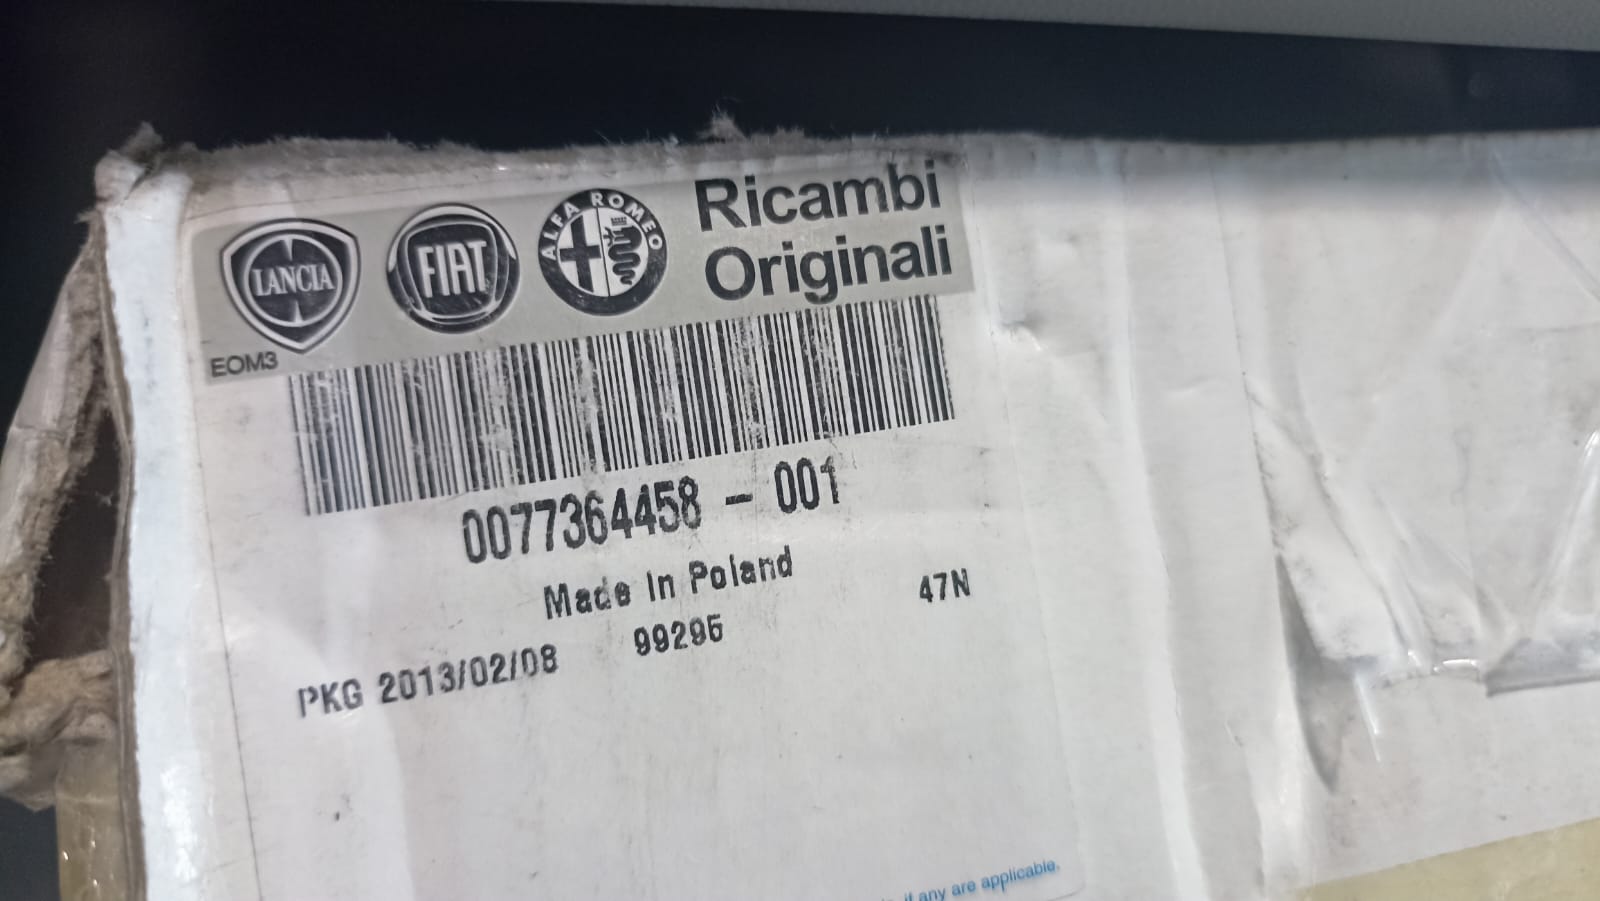 LANCIA
FIAT
ALFA ROMEO
Ricambi
Originali
EOM3
0077364458 - 001
Made In Poland
47N
PKG 2013/02/08 99295
if any are applicable.